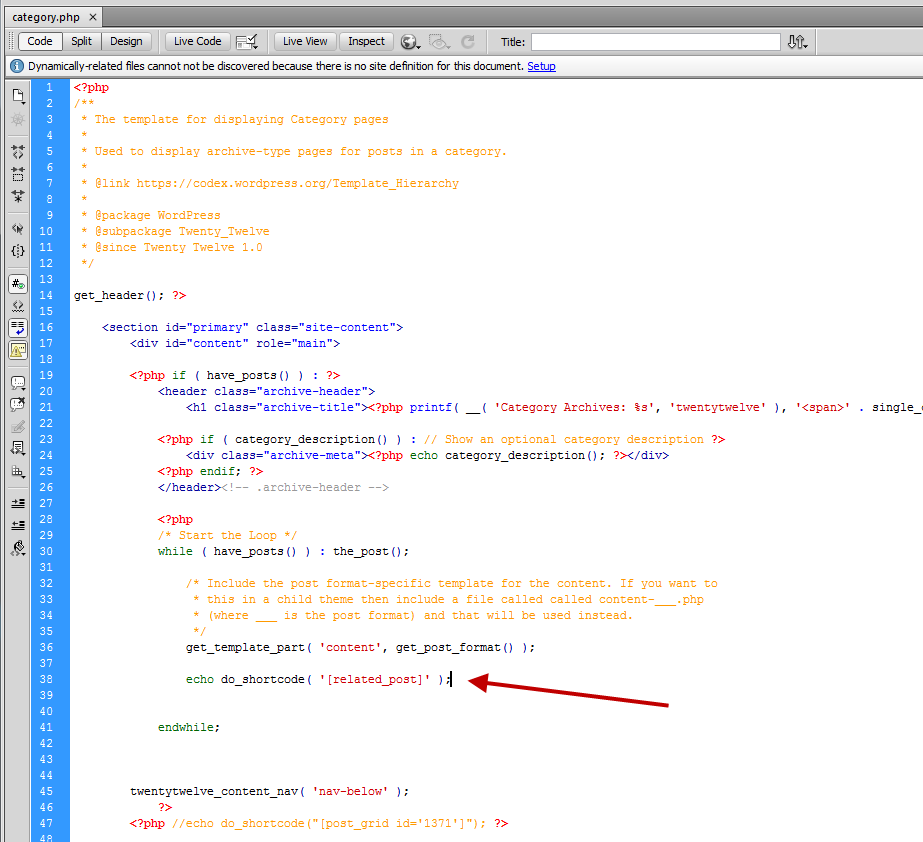 category.php ×
Code Split Design Live Code Live View Inspect Title:
Dynamically-related files cannot not be discovered because there is no site definition for this document. Setup
1 <?php
2 /**
3 * The template for displaying Category pages
4 *
5 * Used to display archive-type pages for posts in a category.
6 *
7 * @link https://codex.wordpress.org/Template_Hierarchy
8 *
9 * @package WordPress
10 * @subpackage Twenty_Twelve
11 * @since Twenty Twelve 1.0
12 */
13
14 get_header(); ?>
15
16 <section id="primary" class="site-content">
17 <div id="content" role="main">
18
19 <?php if ( have_posts() ) : ?>
20 <header class="archive-header">
21 <h1 class="archive-title"><?php printf( __( 'Category Archives: %s', 'twentytwelve' ), '<span>' . single_
22
23 <?php if ( category_description() ) : // Show an optional category description ?>
24 <div class="archive-meta"><?php echo category_description(); ?></div>
25 <?php endif; ?>
26 </header><!-- .archive-header -->
27
28 <?php
29 /* Start the Loop */
30 while ( have_posts() ) : the_post();
31
32 /* Include the post format-specific template for the content. If you want to
33 * this in a child theme then include a file called called content-___.php
34 * (where ___ is the post format) and that will be used instead.
35 */
36 get_template_part( 'content', get_post_format() );
37
38 echo do_shortcode( '[related_post]' );
39
40
41 endwhile;
42
43
44
45 twentytwelve_content_nav( 'nav-below' );
46 ?>
47 <?php //echo do_shortcode("[post_grid id='1371']"); ?>
48